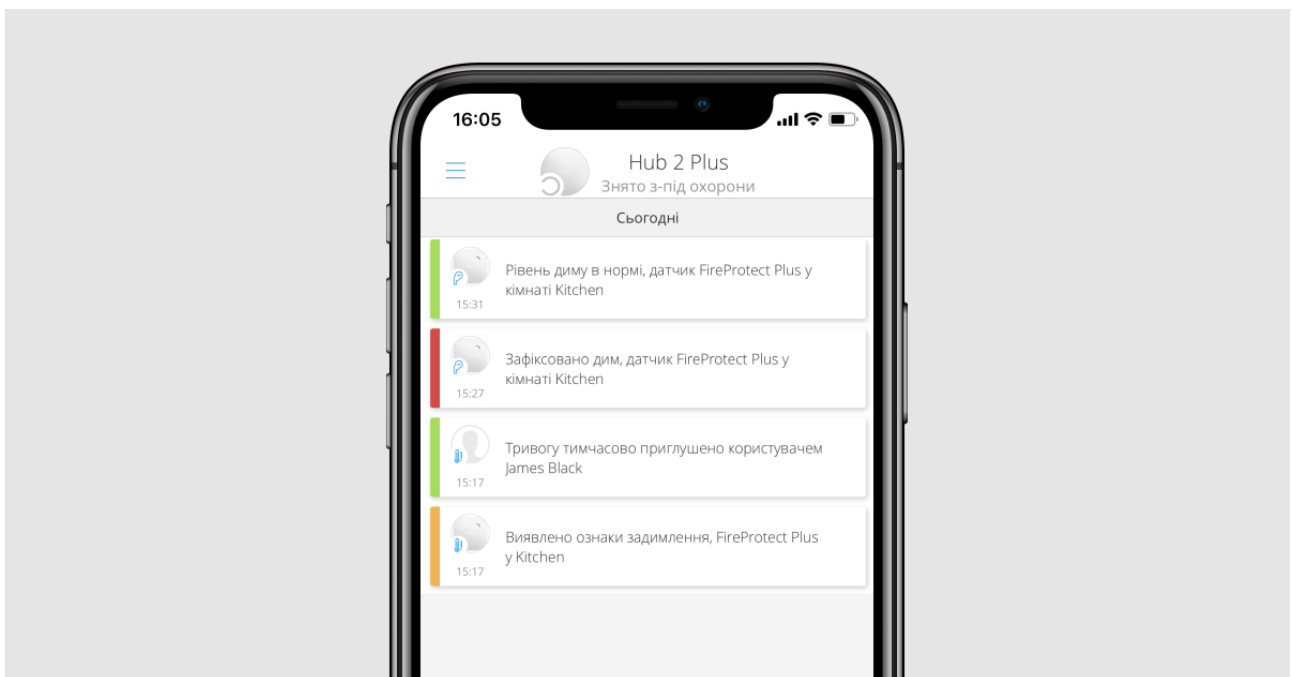 16:05
Hub 2 Plus
Знято з-під охорони
Сьогодні
Рівень диму в нормі, датчик FireProtect Plus у
кімнаті Kitchen
15:31
Зафіксовано дим, датчик FireProtect Plus у
кімнаті Kitchen
15:27
Тривогу тимчасово приглушено користувачем
James Black
15:17
Виявлено ознаки задимлення, FireProtect Plus
у Kitchen
15:17